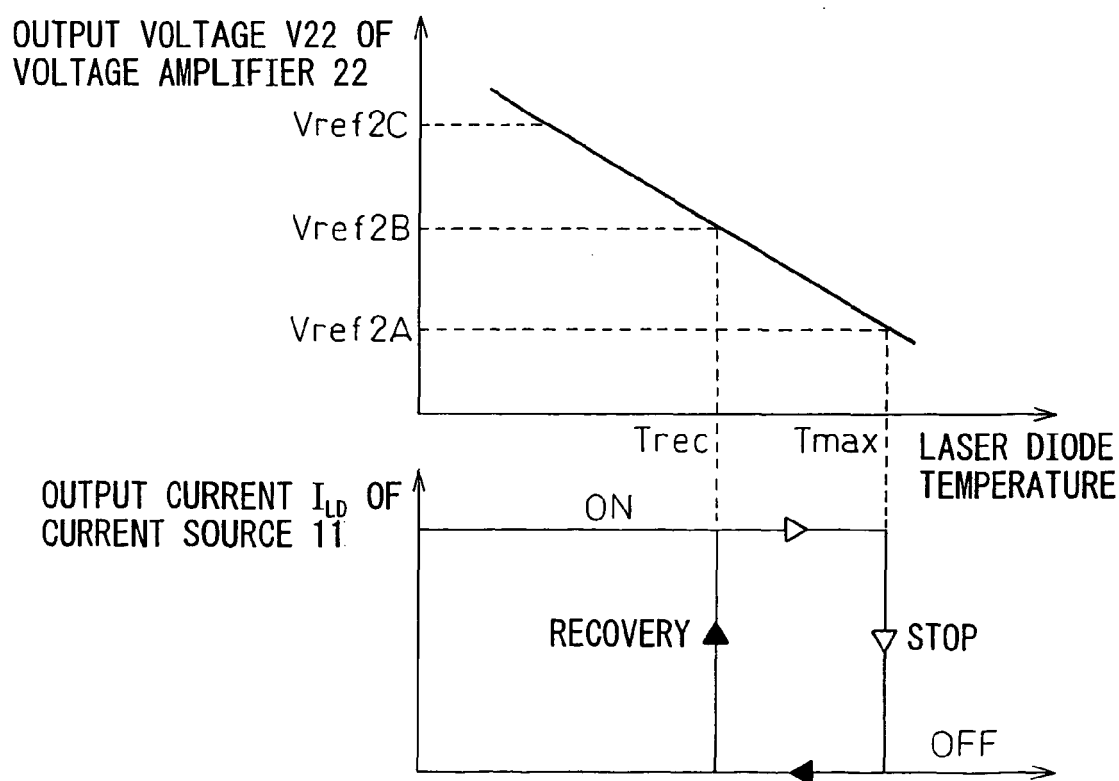 OUTPUT VOLTAGE V22 OF
VOLTAGE AMPLIFIER 22
Vref2C
Vref2B
Vref2A
Trec
Tmax
LASER DIODE
TEMPERATURE
OUTPUT CURRENT ILD OF
CURRENT SOURCE 11
ON
RECOVERY
STOP
OFF